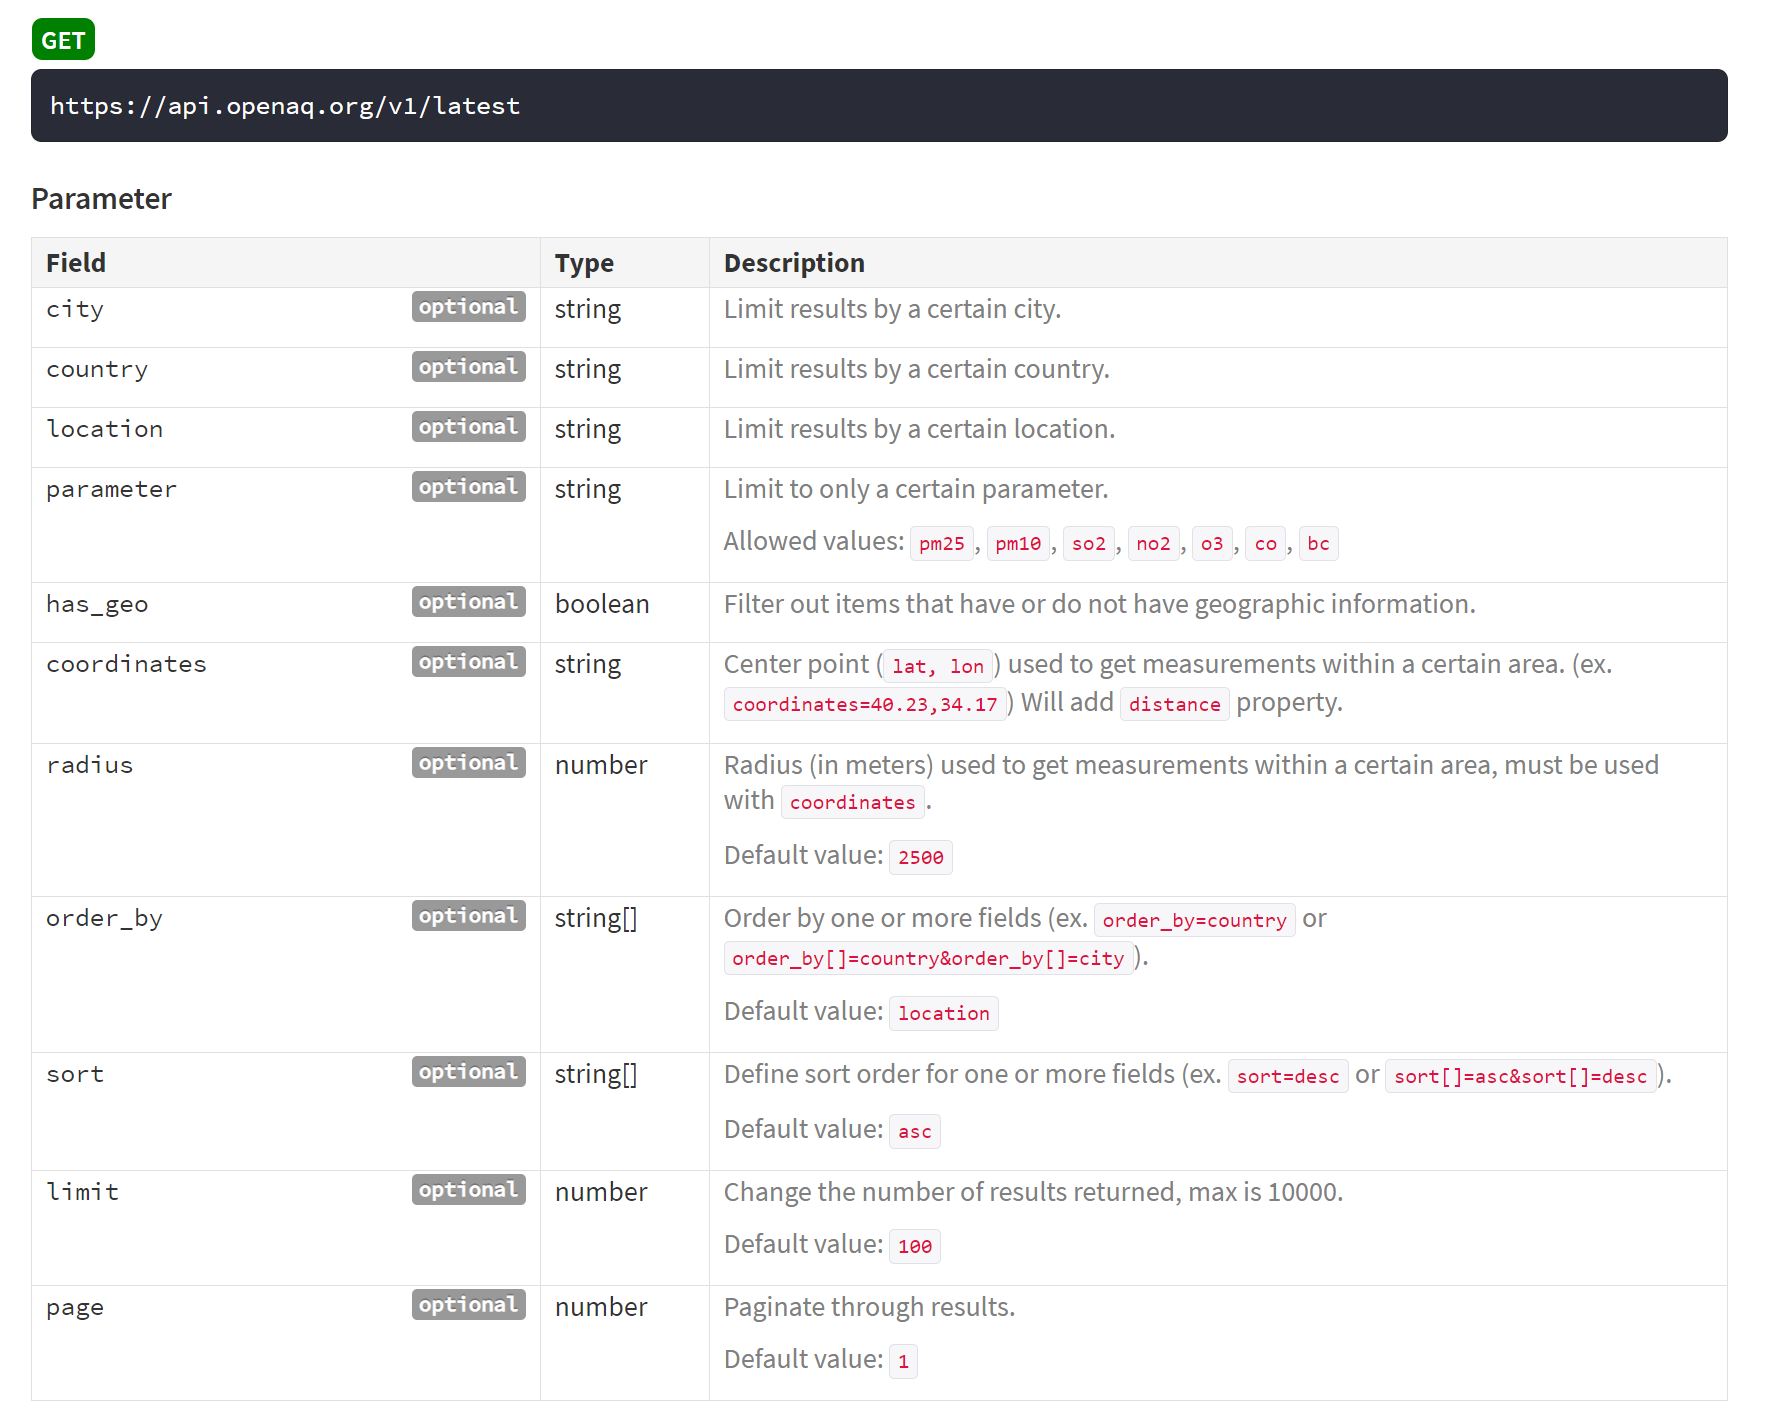 GET
https://api.openaq.org/v1/latest
Parameter
Field Type Description
city optional string Limit results by a certain city.
country optional string Limit results by a certain country.
location optional string Limit results by a certain location.
parameter optional string Limit to only a certain parameter.
Allowed values: pm25, pm10, so2, no2, o3, co, bc
has_geo optional boolean Filter out items that have or do not have geographic information.
coordinates optional string Center point (lat, lon) used to get measurements within a certain area. (ex.
coordinates=40.23,34.17) Will add distance property.
radius optional number Radius (in meters) used to get measurements within a certain area, must be used
with coordinates.
Default value: 2500
order_by optional string[] Order by one or more fields (ex. order_by=country or
order_by[]=country&order_by[]=city).
Default value: location
sort optional string[] Define sort order for one or more fields (ex. sort=desc or sort[]=asc&sort[]=desc).
Default value: asc
limit optional number Change the number of results returned, max is 10000.
Default value: 100
page optional number Paginate through results.
Default value: 1